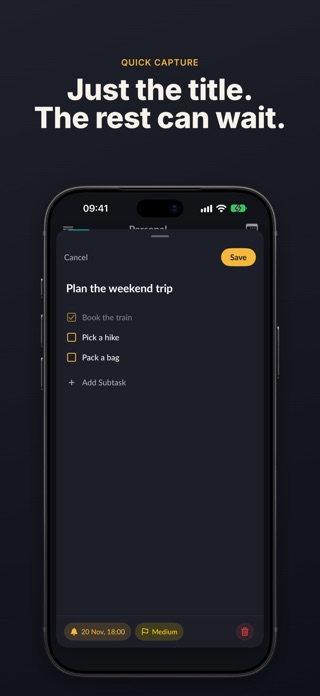 QUICK CAPTURE
Just the title.
The rest can wait.
09:41
Personal
Cancel
Save
Plan the weekend trip
Book the train
Pick a hike
Pack a bag
+ Add Subtask
20 Nov, 18:00
Medium